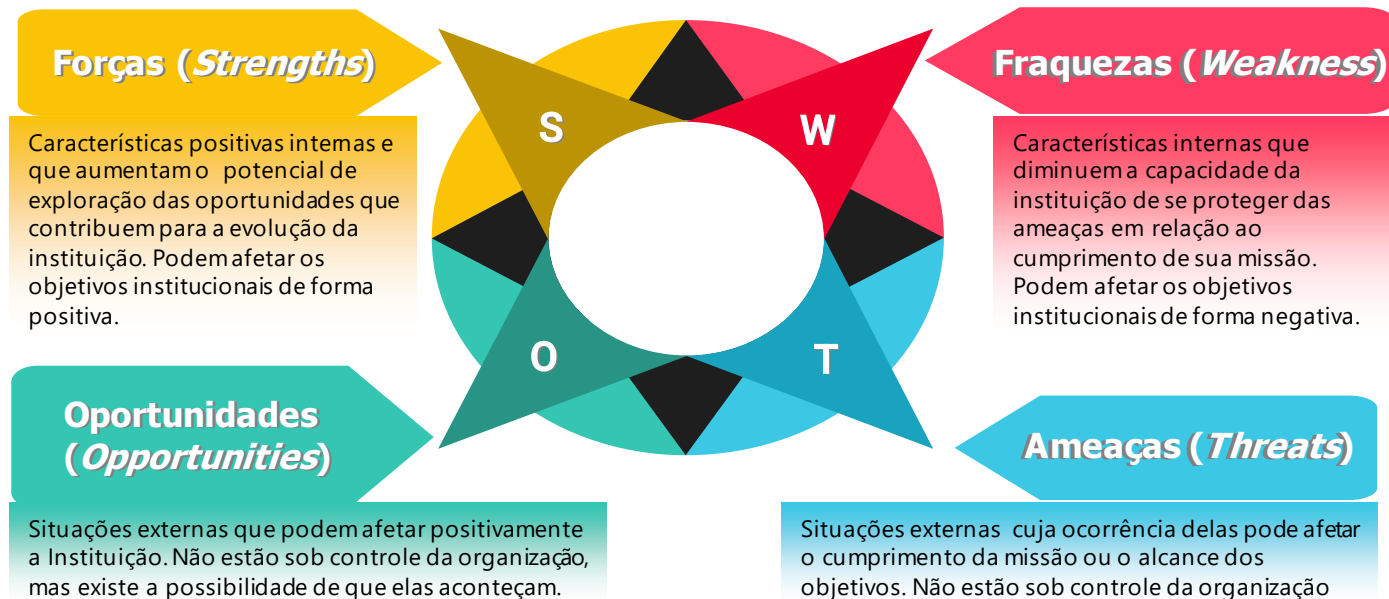 Forças (Strengths)
Características positivas internas e
que aumentam o potencial de
exploração das oportunidades que
contribuem para a evolução da
instituição. Podem afetar os
objetivos institucionais de forma
positiva.
S
W
O
T
Fraquezas (Weakness)
Características internas que
diminuem a capacidade da
instituição de se proteger das
ameaças em relação ao
cumprimento de sua missão.
Podem afetar os objetivos
institucionais de forma negativa.
Oportunidades
(Opportunities)
Situações externas que podem afetar positivamente
a Instituição. Não estão sob controle da organização,
mas existe a possibilidade de que elas aconteçam.
Ameaças (Threats)
Situações externas cuja ocorrência delas pode afetar
o cumprimento da missão ou o alcance dos
objetivos. Não estão sob controle da organização